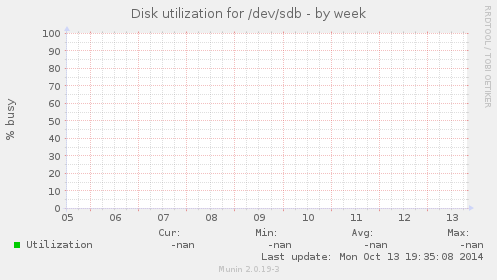 Disk utilization for /dev/sdb - by week
RRDTOOL / TOBI OETIKER
% busy
100
90
80
70
60
50
40
30
20
10
0
05 06 07 08 09 10 11 12 13
Cur: Min: Avg: Max:
Utilization -nan -nan -nan -nan
Last update: Mon Oct 13 19:35:08 2014
Munin 2.0.19-3